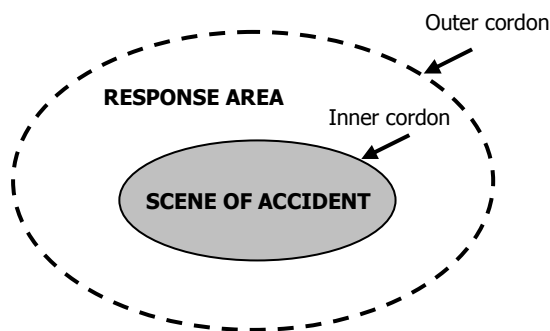 Outer cordon
RESPONSE AREA
Inner cordon
SCENE OF ACCIDENT